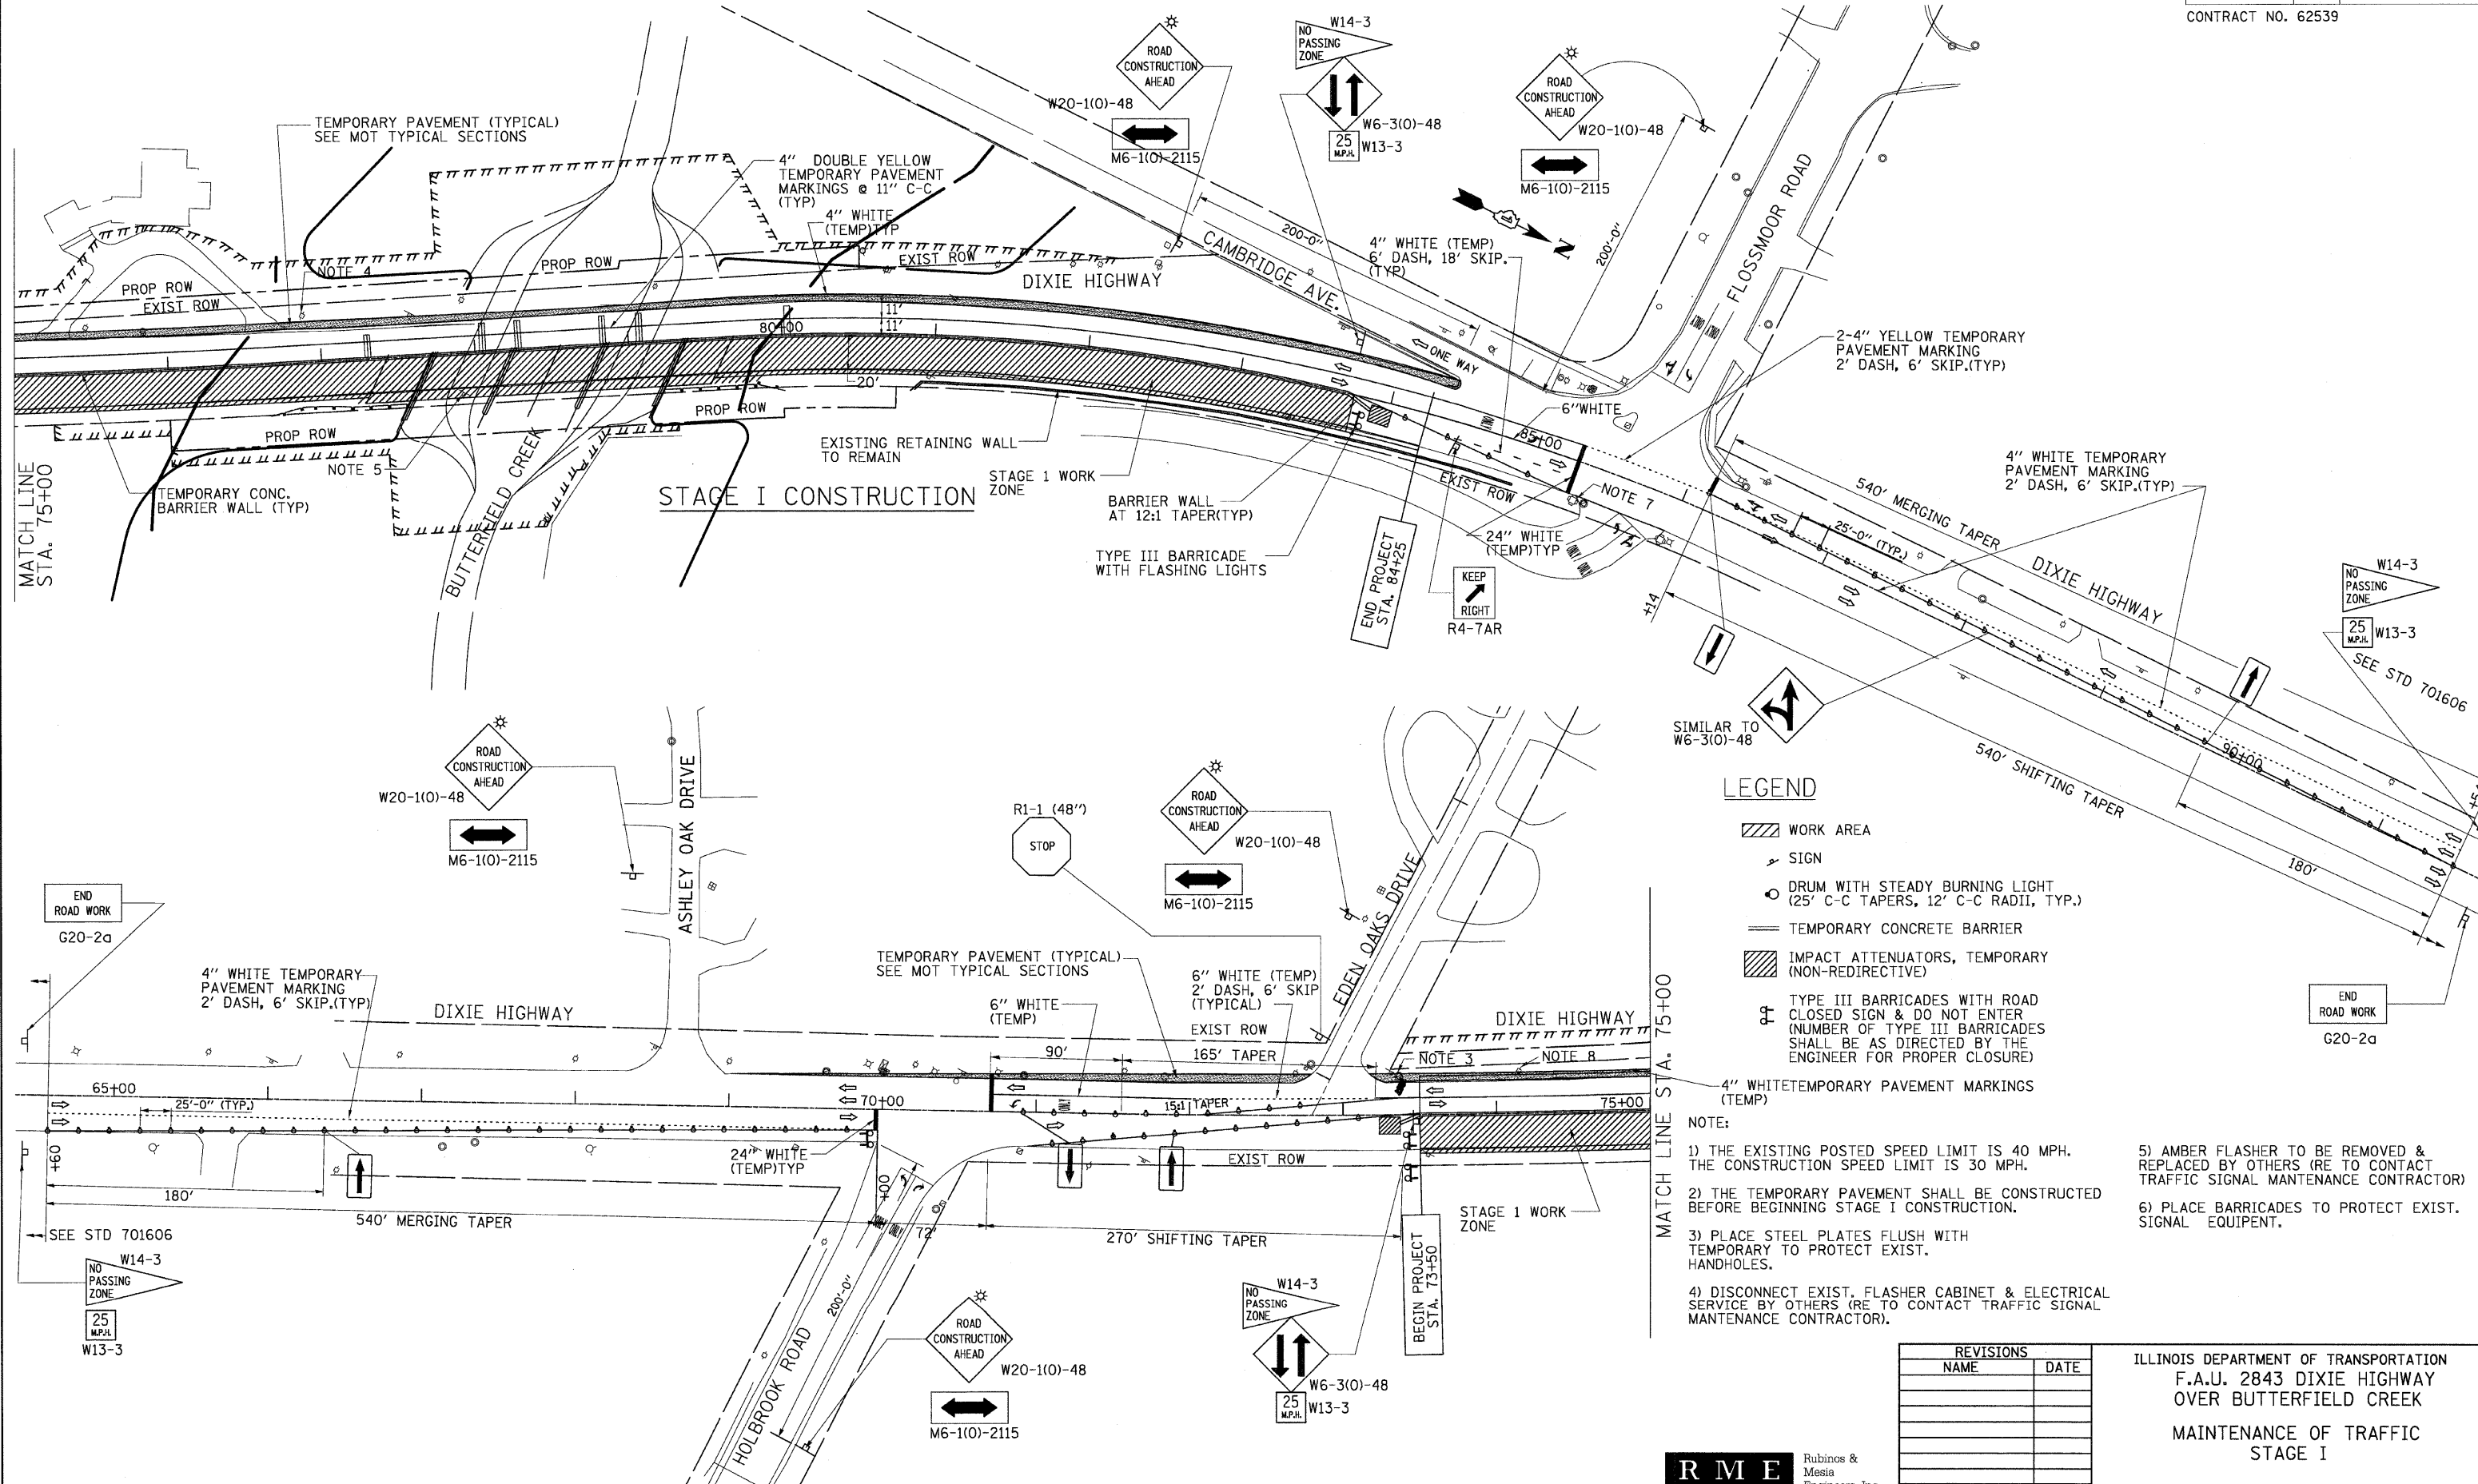 CONTRACT NO. 62539
W14-3
NO
PASSING
ZONE
ROAD
CONSTRUCTION
AHEAD
W20-1(O)-48
M6-1(O)-2115
W6-3(O)-48
25
M.P.H.
W13-3
ROAD
CONSTRUCTION
AHEAD
W20-1(O)-48
M6-1(O)-2115
TEMPORARY PAVEMENT (TYPICAL)
SEE MOT TYPICAL SECTIONS
4" DOUBLE YELLOW
TEMPORARY PAVEMENT
MARKINGS @ 11" C-C
(TYP)
4" WHITE
(TEMP)TYP
NOTE 4
PROP ROW
EXIST ROW
PROP ROW
EXIST ROW
DIXIE HIGHWAY
CAMBRIDGE AVE.
200'-0"
4" WHITE (TEMP)
6' DASH, 18' SKIP.
(TYP)
N
200'-0"
FLOSSMOOR ROAD
2-4" YELLOW TEMPORARY
PAVEMENT MARKING
2' DASH, 6' SKIP.(TYP)
11'
11'
80+00
20'
ONE WAY
6"WHITE
85+00
PROP ROW
PROP ROW
NOTE 5
BUTTERFIELD CREEK
EXISTING RETAINING WALL
TO REMAIN
STAGE 1 WORK
ZONE
STAGE I CONSTRUCTION
TEMPORARY CONC.
BARRIER WALL (TYP)
MATCH LINE
STA. 75+00
BARRIER WALL
AT 12:1 TAPER(TYP)
TYPE III BARRICADE
WITH FLASHING LIGHTS
END PROJECT
STA. 84+25
EXIST ROW
NOTE 7
24" WHITE
(TEMP)TYP
KEEP
RIGHT
R4-7AR
ONLY
ONLY
4" WHITE TEMPORARY
PAVEMENT MARKING
2' DASH, 6' SKIP.(TYP)
540' MERGING TAPER
25'-0" (TYP.)
DIXIE HIGHWAY
+14
W14-3
NO
PASSING
ZONE
25
M.P.H.
W13-3
SEE STD 701606
SIMILAR TO
W6-3(O)-48
540' SHIFTING TAPER
90+00
180'
END
ROAD WORK
G20-2a
LEGEND
WORK AREA
SIGN
DRUM WITH STEADY BURNING LIGHT
(25' C-C TAPERS, 12' C-C RADII, TYP.)
TEMPORARY CONCRETE BARRIER
IMPACT ATTENUATORS, TEMPORARY
(NON-REDIRECTIVE)
TYPE III BARRICADES WITH ROAD
CLOSED SIGN & DO NOT ENTER
(NUMBER OF TYPE III BARRICADES
SHALL BE AS DIRECTED BY THE
ENGINEER FOR PROPER CLOSURE)
4" WHITETEMPORARY PAVEMENT MARKINGS
(TEMP)
ROAD
CONSTRUCTION
AHEAD
W20-1(O)-48
M6-1(O)-2115
ASHLEY OAK DRIVE
R1-1 (48")
STOP
ROAD
CONSTRUCTION
AHEAD
W20-1(O)-48
M6-1(O)-2115
EDEN OAKS DRIVE
END
ROAD WORK
G20-2a
4" WHITE TEMPORARY
PAVEMENT MARKING
2' DASH, 6' SKIP.(TYP)
DIXIE HIGHWAY
TEMPORARY PAVEMENT (TYPICAL)
SEE MOT TYPICAL SECTIONS
6" WHITE
(TEMP)
6" WHITE (TEMP)
2' DASH, 6' SKIP
(TYPICAL)
EXIST ROW
90'
165' TAPER
DIXIE HIGHWAY
NOTE 3
NOTE 8
65+00
25'-0" (TYP.)
70+00
15:1 TAPER
75+00
24" WHITE
(TEMP)TYP
EXIST ROW
+60
180'
540' MERGING TAPER
+00
72'
270' SHIFTING TAPER
200'-0"
HOLBROOK ROAD
SEE STD 701606
W14-3
NO
PASSING
ZONE
25
M.P.H.
W13-3
ROAD
CONSTRUCTION
AHEAD
W20-1(O)-48
M6-1(O)-2115
W14-3
NO
PASSING
ZONE
W6-3(O)-48
25
M.P.H.
W13-3
BEGIN PROJECT
STA. 73+50
STAGE 1 WORK
ZONE
MATCH LINE STA. 75+00
NOTE:
1) THE EXISTING POSTED SPEED LIMIT IS 40 MPH.
THE CONSTRUCTION SPEED LIMIT IS 30 MPH.
2) THE TEMPORARY PAVEMENT SHALL BE CONSTRUCTED
BEFORE BEGINNING STAGE I CONSTRUCTION.
3) PLACE STEEL PLATES FLUSH WITH
TEMPORARY TO PROTECT EXIST.
HANDHOLES.
4) DISCONNECT EXIST. FLASHER CABINET & ELECTRICAL
SERVICE BY OTHERS (RE TO CONTACT TRAFFIC SIGNAL
MANTENANCE CONTRACTOR).
5) AMBER FLASHER TO BE REMOVED &
REPLACED BY OTHERS (RE TO CONTACT
TRAFFIC SIGNAL MANTENANCE CONTRACTOR)
6) PLACE BARRICADES TO PROTECT EXIST.
SIGNAL EQUIPENT.
REVISIONS
NAME DATE
ILLINOIS DEPARTMENT OF TRANSPORTATION
F.A.U. 2843 DIXIE HIGHWAY
OVER BUTTERFIELD CREEK
MAINTENANCE OF TRAFFIC
STAGE I
RME
Rubinos &
Mesia